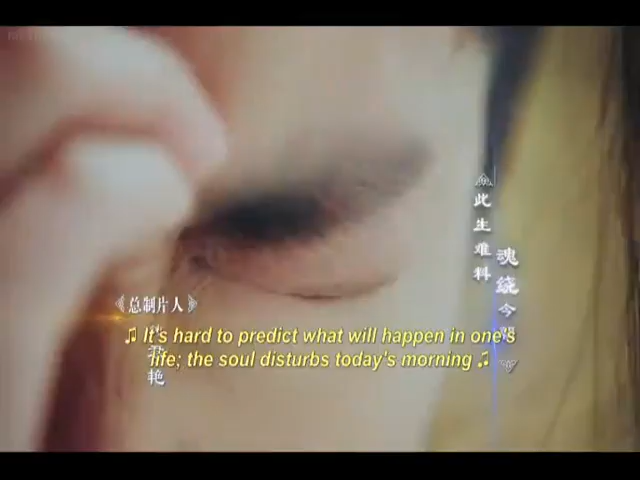 此生难料
魂绕今
总制片人
♫ It's hard to predict what will happen in one's
life; the soul disturbs today's morning ♫
艳